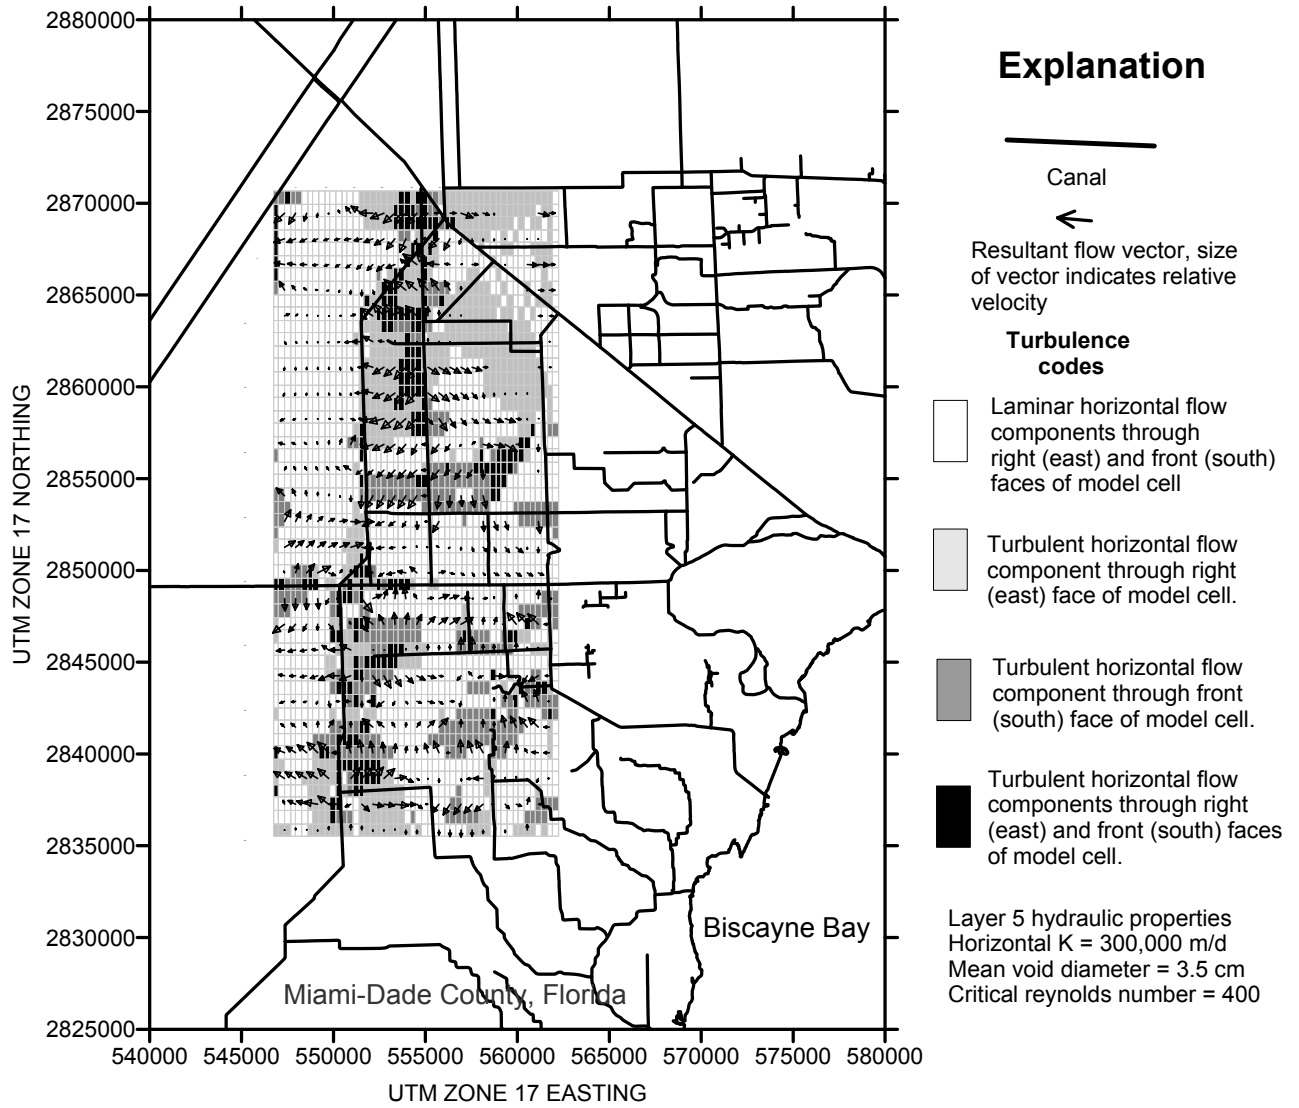 2880000
2875000
2870000
2865000
2860000
2855000
2850000
2845000
2840000
2835000
2830000
2825000
UTM ZONE 17 NORTHING
540000 545000 550000 555000 560000 565000 570000 575000 580000
UTM ZONE 17 EASTING
Biscayne Bay
Miami-Dade County, Florida
Explanation
Canal
Resultant flow vector, size
of vector indicates relative
velocity
Turbulence
codes
Laminar horizontal flow
components through
right (east) and front (south)
faces of model cell
Turbulent horizontal flow
component through right
(east) face of model cell.
Turbulent horizontal flow
component through front
(south) face of model cell.
Turbulent horizontal flow
components through right
(east) and front (south) faces
of model cell.
Layer 5 hydraulic properties
Horizontal K = 300,000 m/d
Mean void diameter = 3.5 cm
Critical reynolds number = 400